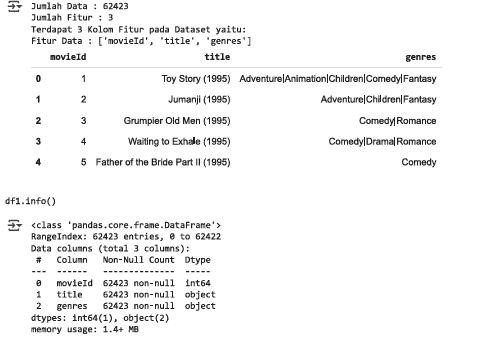 Jumlah Data : 62423
Jumlah Fitur : 3
Terdapat 3 Kolom Fitur pada Dataset yaitu:
Fitur Data : ['movieId', 'title', 'genres']
movieId title genres
0 1 Toy Story (1995) Adventure|Animation|Children|Comedy|Fantasy
1 2 Jumanji (1995) Adventure|Children|Fantasy
2 3 Grumpier Old Men (1995) Comedy|Romance
3 4 Waiting to Exhale (1995) Comedy|Drama|Romance
4 5 Father of the Bride Part II (1995) Comedy
df1.info()
<class 'pandas.core.frame.DataFrame'>
RangeIndex: 62423 entries, 0 to 62422
Data columns (total 3 columns):
# Column Non-Null Count Dtype
--- ------ -------------- -----
0 movieId 62423 non-null int64
1 title 62423 non-null object
2 genres 62423 non-null object
dtypes: int64(1), object(2)
memory usage: 1.4+ MB